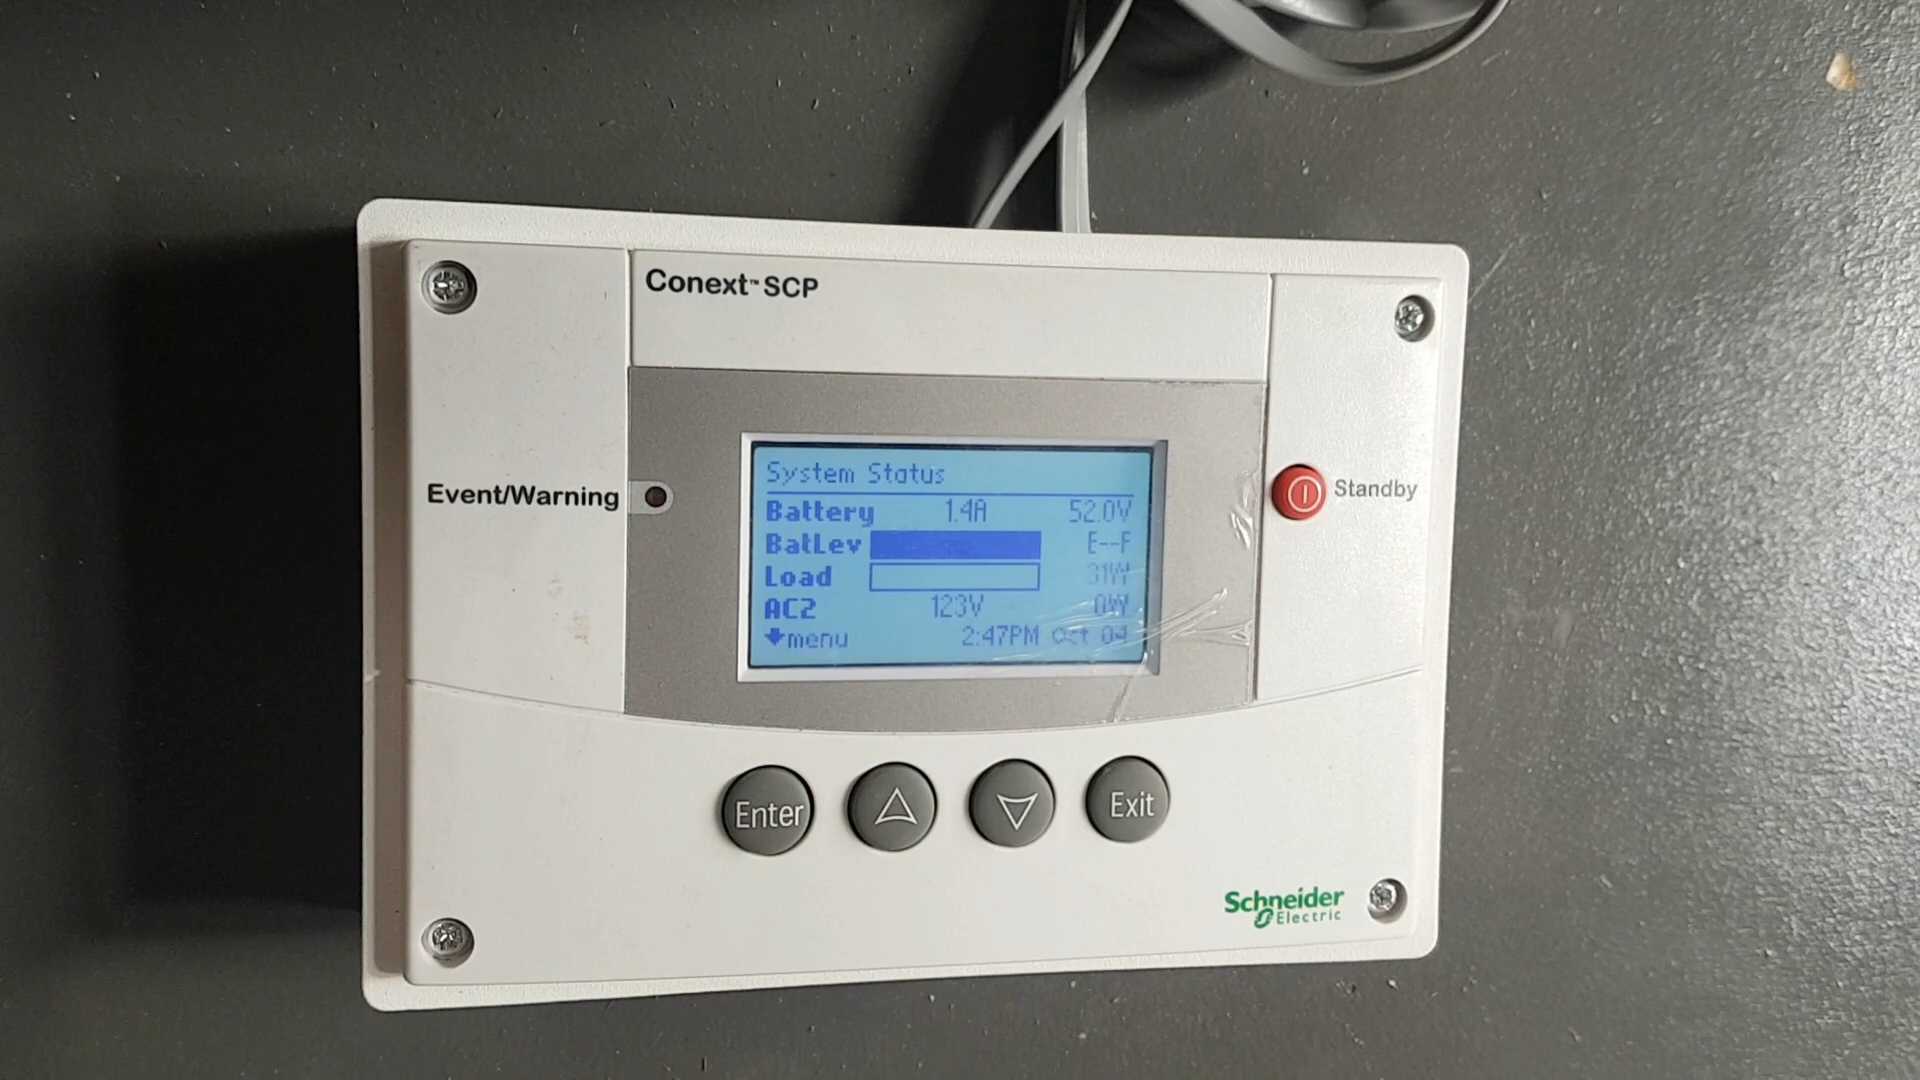 Conext™ SCP
Event/Warning
System Status
Battery 1.4A 52.0V
BatLev E--F
Load 31W
AC2 123V 0W
menu 2:47PM Oct 04
Standby
Enter
Exit
Schneider
Electric